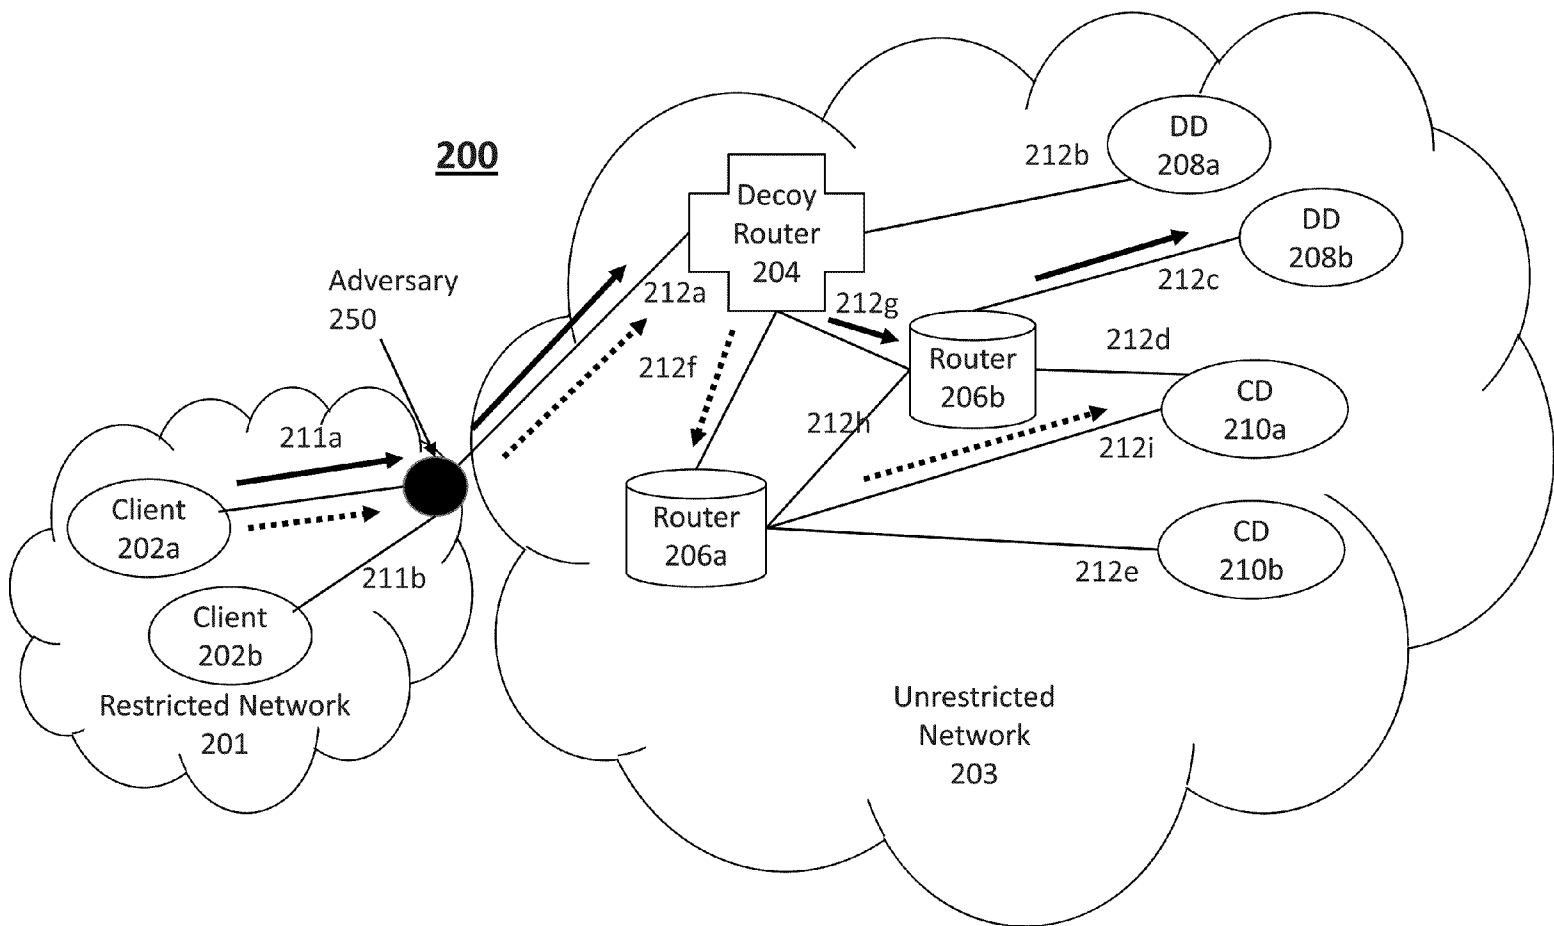 200
Decoy
Router
204
DD
208a
212b
DD
208b
212c
Adversary
250
212a
212g
212f
Router
206b
212d
212h
CD
210a
212i
211a
Client
202a
Router
206a
CD
210b
212e
211b
Client
202b
Restricted Network
201
Unrestricted
Network
203